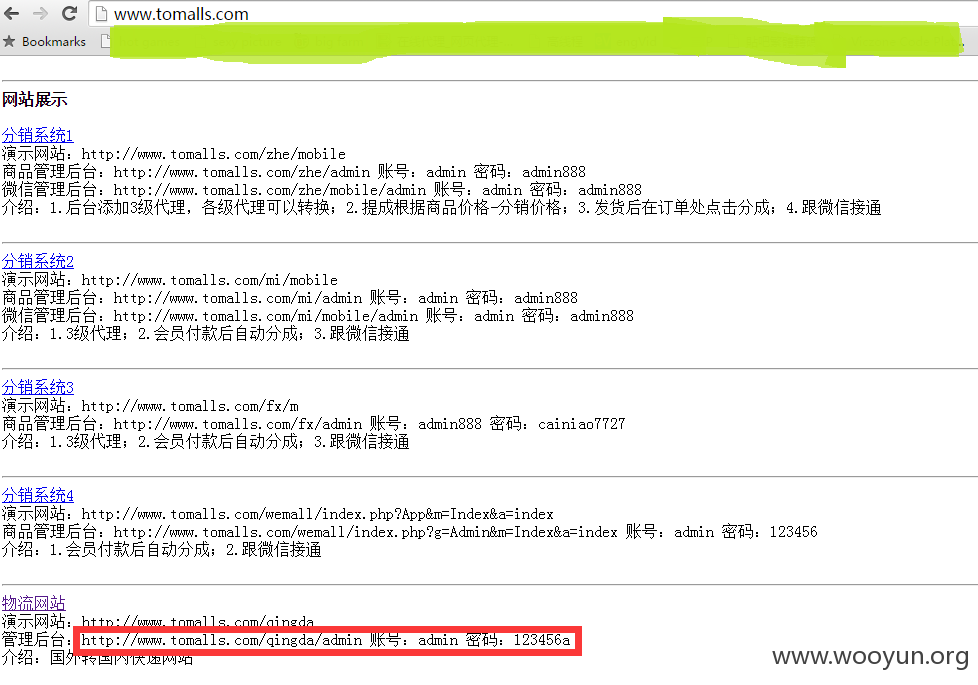 www.tomalls.com
Bookmarks
网站展示
分销系统1
演示网站：http://www.tomalls.com/zhe/mobile
商品管理后台：http://www.tomalls.com/zhe/admin 账号：admin 密码：admin888
微信管理后台：http://www.tomalls.com/zhe/mobile/admin 账号：admin 密码：admin888
介绍：1.后台添加3级代理，各级代理可以转换；2.提成根据商品价格-分销价格；3.发货后在订单处点击分成；4.跟微信接通
分销系统2
演示网站：http://www.tomalls.com/mi/mobile
商品管理后台：http://www.tomalls.com/mi/admin 账号：admin 密码：admin888
微信管理后台：http://www.tomalls.com/mi/mobile/admin 账号：admin 密码：admin888
介绍：1.3级代理；2.会员付款后自动分成；3.跟微信接通
分销系统3
演示网站：http://www.tomalls.com/fx/m
商品管理后台：http://www.tomalls.com/fx/admin 账号：admin888 密码：cainiao7727
介绍：1.3级代理；2.会员付款后自动分成；3.跟微信接通
分销系统4
演示网站：http://www.tomalls.com/wemall/index.php?App&m=Index&a=index
商品管理后台：http://www.tomalls.com/wemall/index.php?g=Admin&m=Index&a=index 账号：admin 密码：123456
介绍：1.会员付款后自动分成；2.跟微信接通
物流网站
演示网站：http://www.tomalls.com/qingda
管理后台：http://www.tomalls.com/qingda/admin 账号：admin 密码：123456a
介绍：国外转国内快递网站
www.wooyun.org